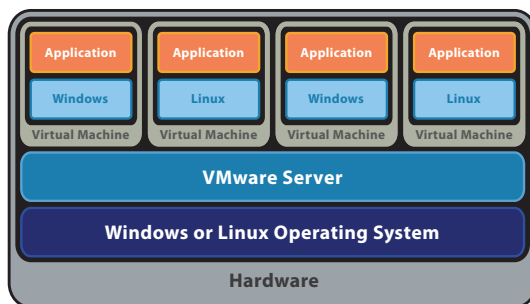 Application Application Application Application
Windows Linux Windows Linux
Virtual Machine Virtual Machine Virtual Machine Virtual Machine
VMware Server
Windows or Linux Operating System
Hardware